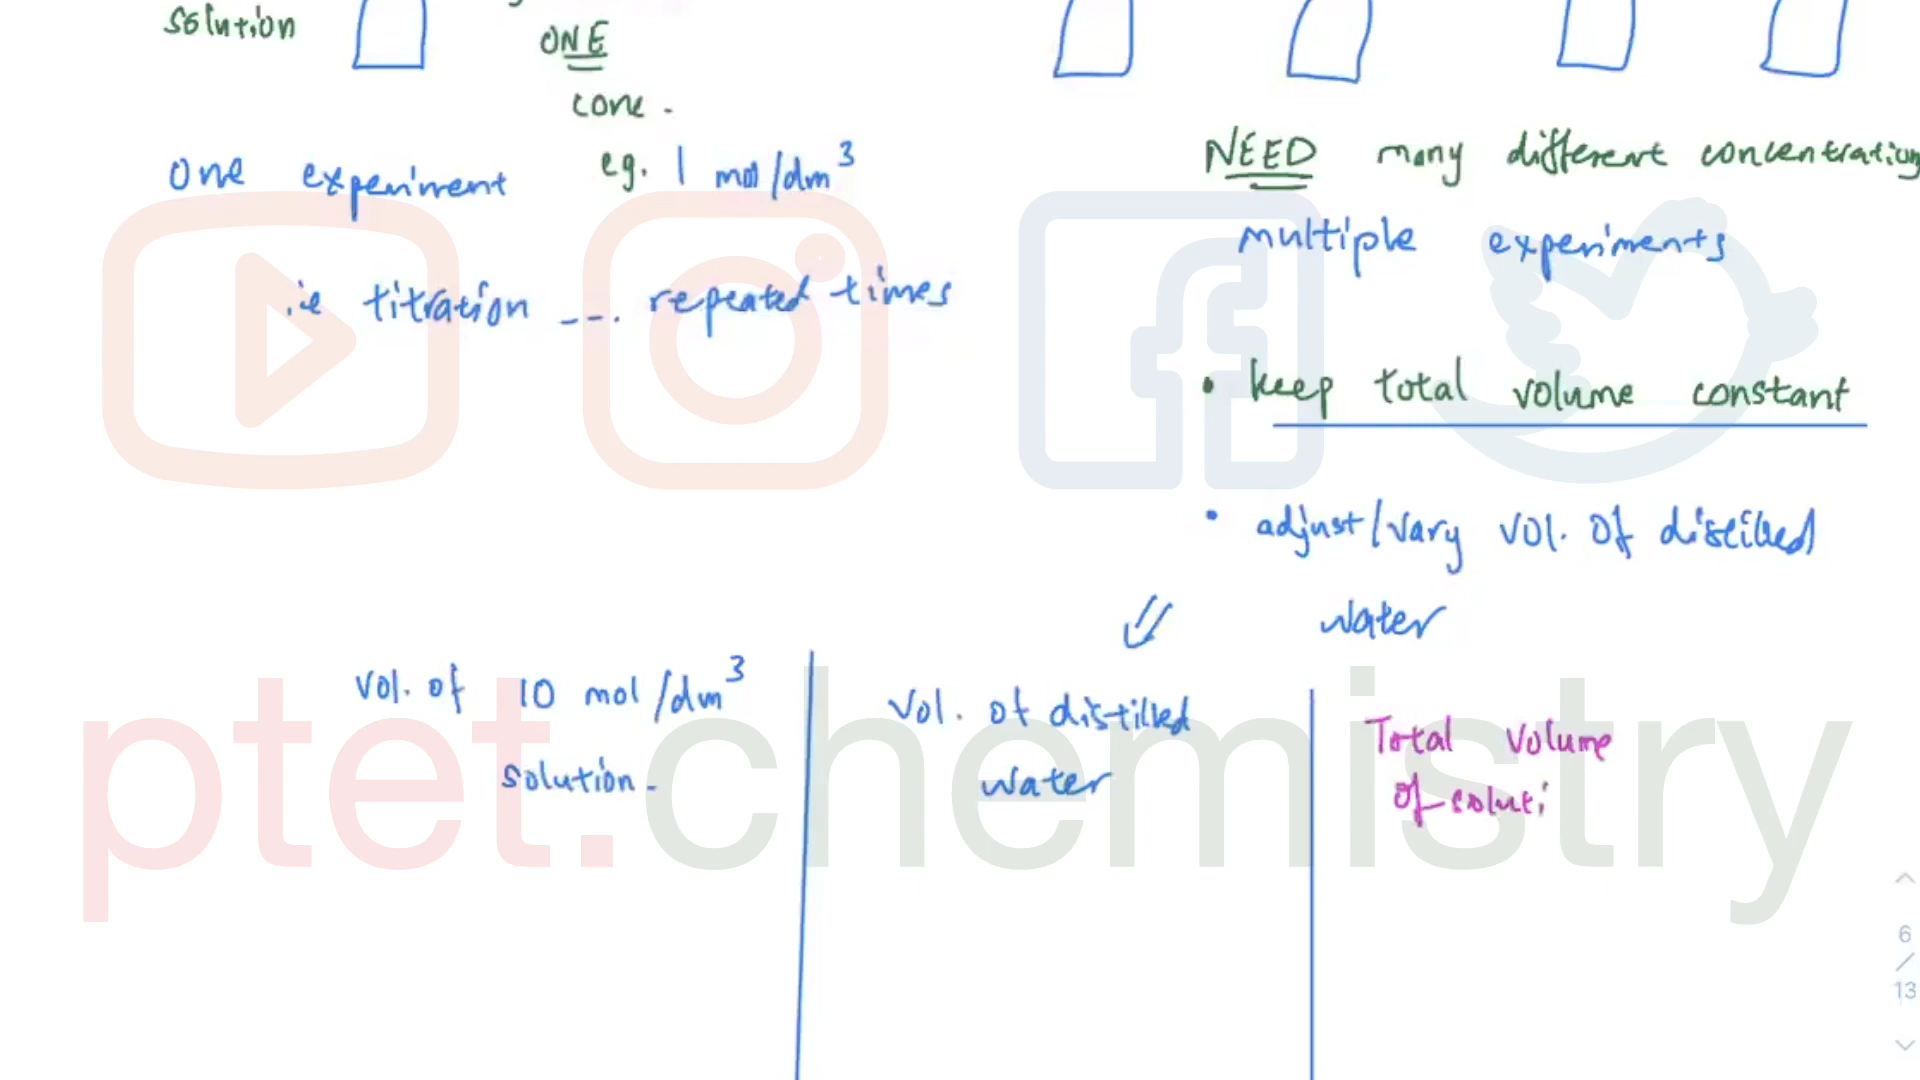 solution
ONE
conc.
one experiment eg. 1 mol/dm³
i.e titration ---. repeated times
NEED many different concentrations
multiple experiments
• keep total volume constant
• adjust/vary vol. of distilled
water
vol. of 10 mol/dm³
solution.
Vol. of distilled
water
Total volume
of soluti
ptet.chemistry
6
/
13